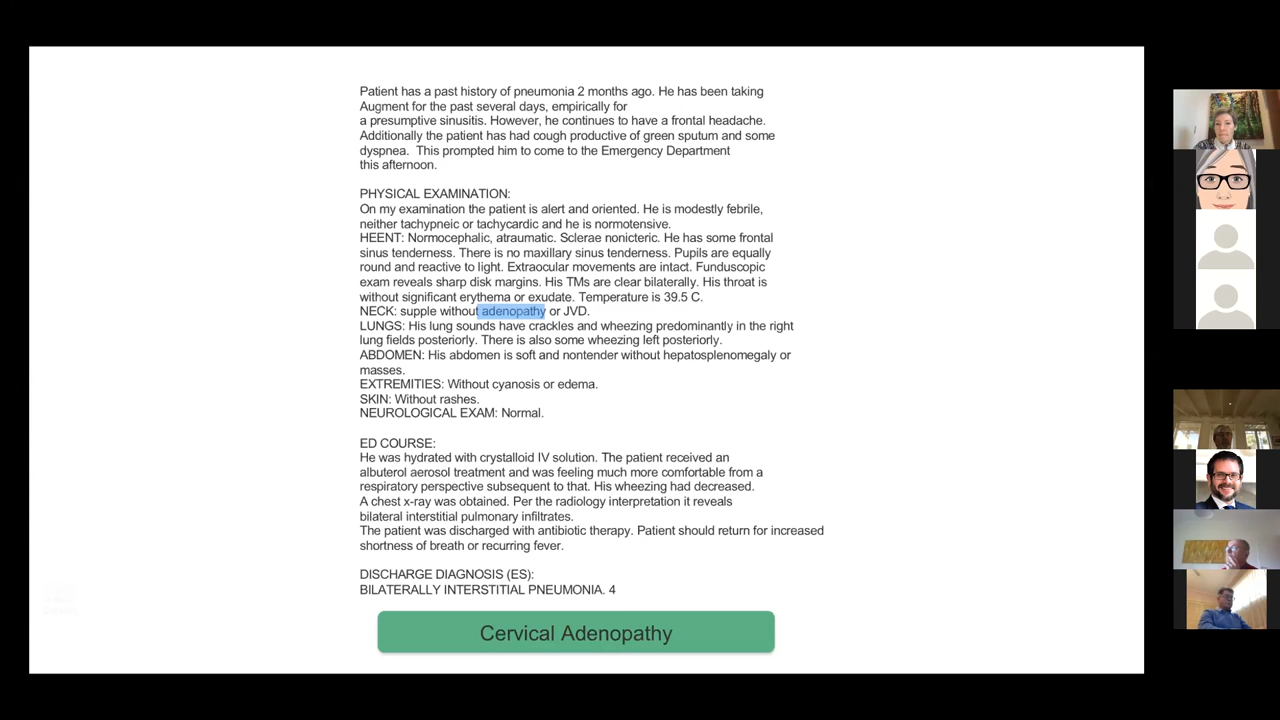 Patient has a past history of pneumonia 2 months ago. He has been taking
Augment for the past several days, empirically for
a presumptive sinusitis. However, he continues to have a frontal headache.
Additionally the patient has had cough productive of green sputum and some
dyspnea. This prompted him to come to the Emergency Department
this afternoon.
PHYSICAL EXAMINATION:
On my examination the patient is alert and oriented. He is modestly febrile,
neither tachypneic or tachycardic and he is normotensive.
HEENT: Normocephalic, atraumatic. Sclerae nonicteric. He has some frontal
sinus tenderness. There is no maxillary sinus tenderness. Pupils are equally
round and reactive to light. Extraocular movements are intact. Funduscopic
exam reveals sharp disk margins. His TMs are clear bilaterally. His throat is
without significant erythema or exudate. Temperature is 39.5 C.
NECK: supple without adenopathy or JVD.
LUNGS: His lung sounds have crackles and wheezing predominantly in the right
lung fields posteriorly. There is also some wheezing left posteriorly.
ABDOMEN: His abdomen is soft and nontender without hepatosplenomegaly or
masses.
EXTREMITIES: Without cyanosis or edema.
SKIN: Without rashes.
NEUROLOGICAL EXAM: Normal.
ED COURSE:
He was hydrated with crystalloid IV solution. The patient received an
albuterol aerosol treatment and was feeling much more comfortable from a
respiratory perspective subsequent to that. His wheezing had decreased.
A chest x-ray was obtained. Per the radiology interpretation it reveals
bilateral interstitial pulmonary infiltrates.
The patient was discharged with antibiotic therapy. Patient should return for increased
shortness of breath or recurring fever.
DISCHARGE DIAGNOSIS (ES):
BILATERALLY INTERSTITIAL PNEUMONIA. 4
Cervical Adenopathy